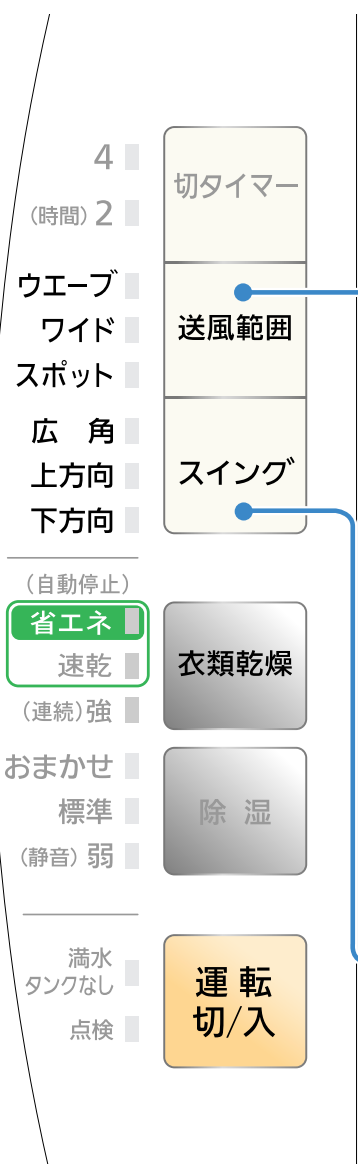 4
切タイマー
(時間) 2
ウエーブ
ワイド
送風範囲
スポット
広 角
上方向
スイング
下方向
(自動停止)
省エネ
速乾
衣類乾燥
(連続)強
おまかせ
標準
除 湿
(静音) 弱
満水
タンクなし
運 転
切/入
点検